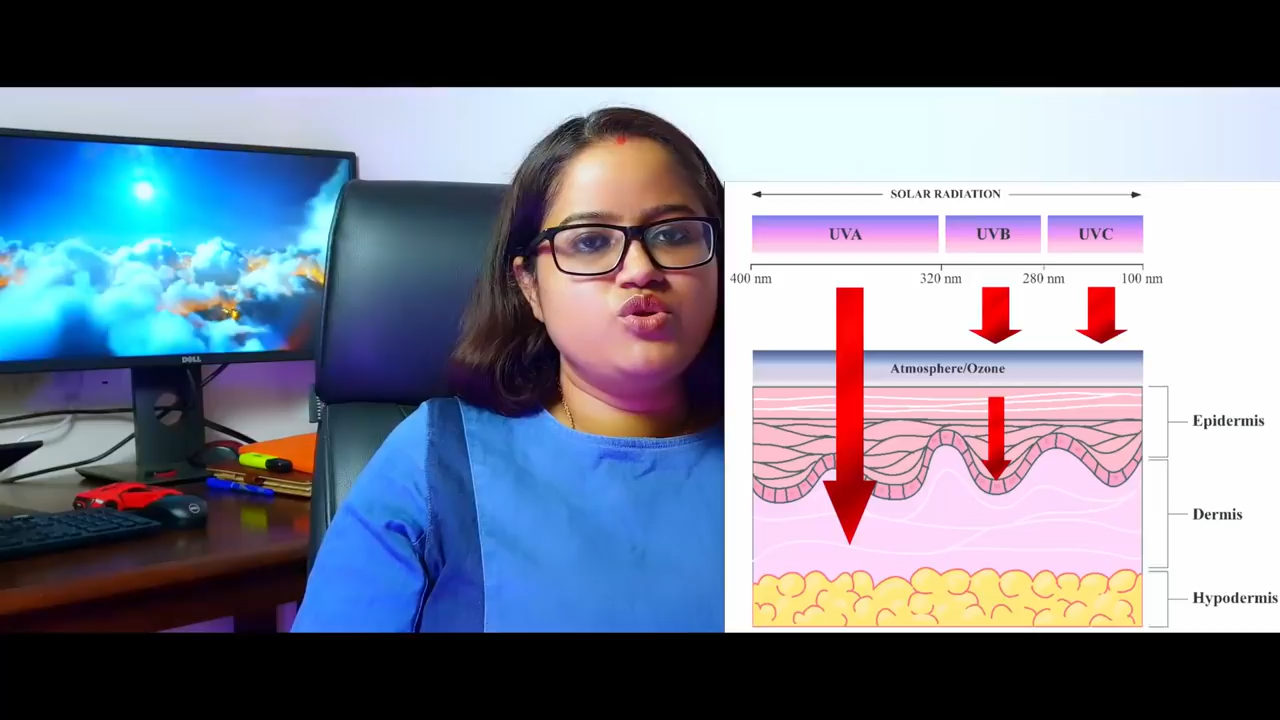 DELL
SOLAR RADIATION
UVA UVB UVC
400 nm 320 nm 280 nm 100 nm
Atmosphere/Ozone
Epidermis
Dermis
Hypodermis